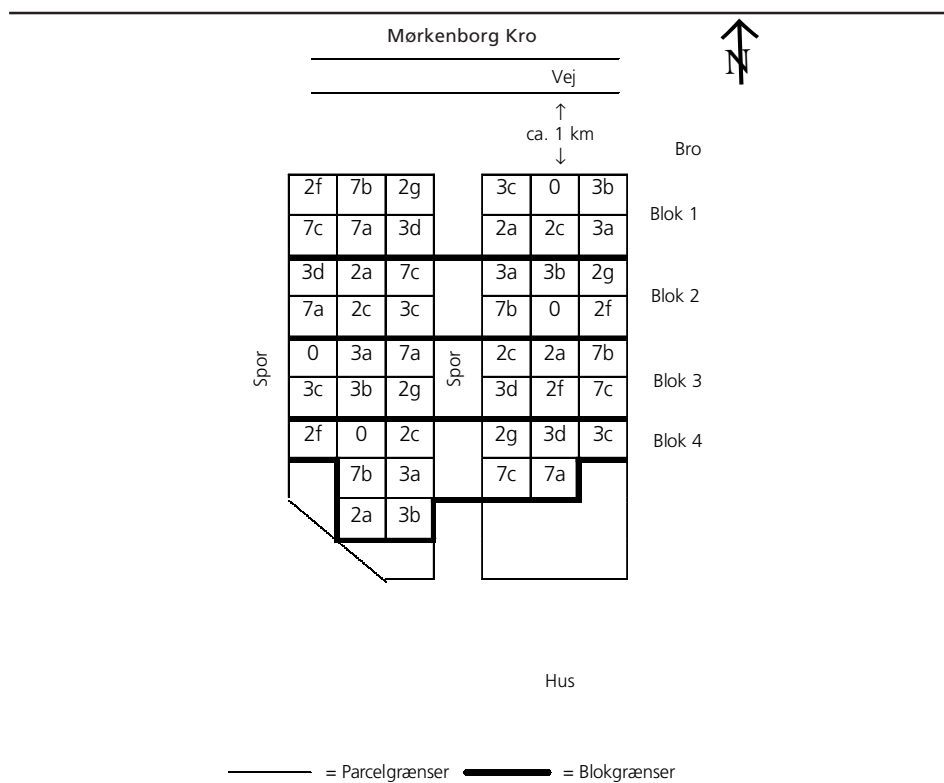 Mørkenborg Kro
N
Vej
↑
ca. 1 km
↓
Bro
2f 7b 2g 3c 0 3b
Blok 1
7c 7a 3d 2a 2c 3a
3d 2a 7c 3a 3b 2g
Blok 2
7a 2c 3c 7b 0 2f
Spor
0 3a 7a Spor 2c 2a 7b
Blok 3
3c 3b 2g 3d 2f 7c
2f 0 2c 2g 3d 3c Blok 4
7b 3a 7c 7a
2a 3b
Hus
= Parcelgrænser = Blokgrænser